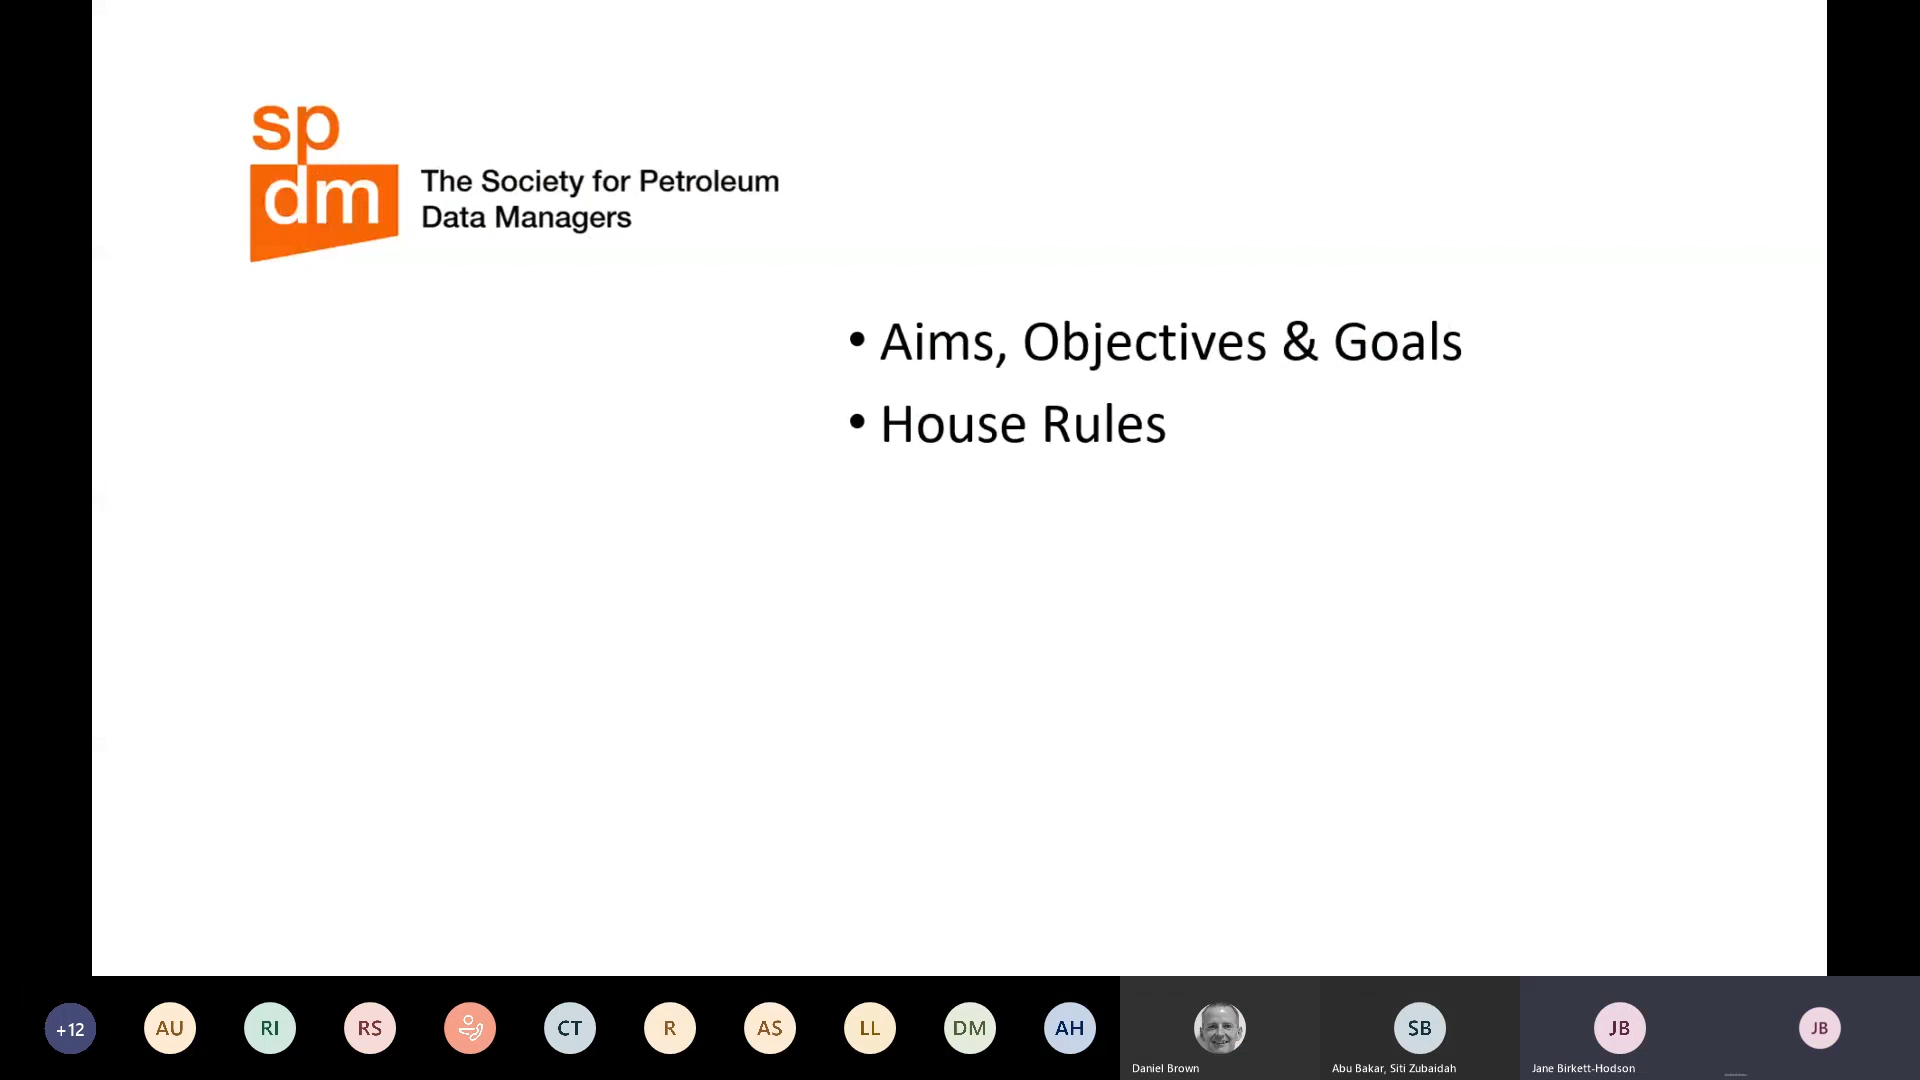 sp
dm
The Society for Petroleum
Data Managers
• Aims, Objectives & Goals
• House Rules
+12
AU
RI
RS
CT
R
AS
LL
DM
AH
SB
JB
JB
Daniel Brown
Abu Bakar, Siti Zubaidah
Jane Birkett-Hodson